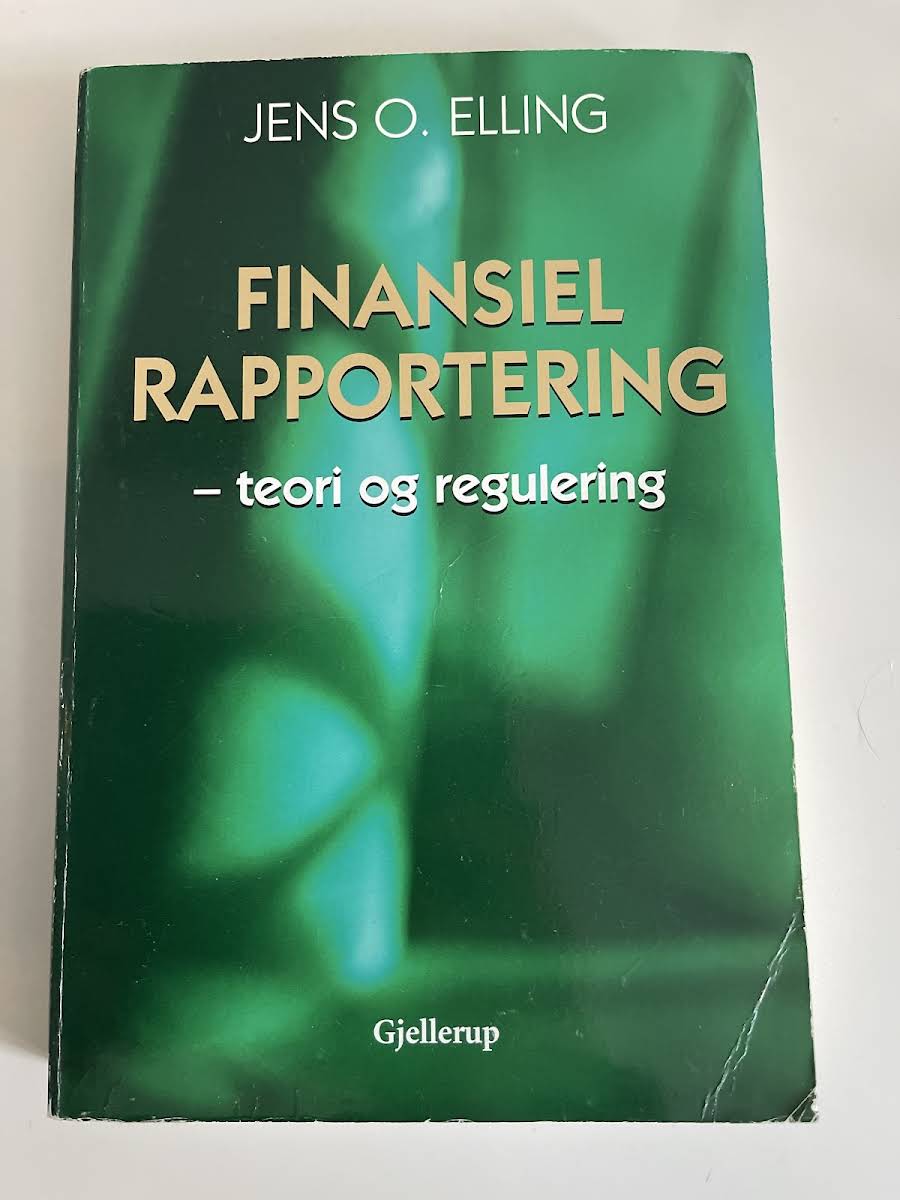 JENS O. ELLING
FINANSIEL
RAPPORTERING
– teori og regulering
Gjellerup